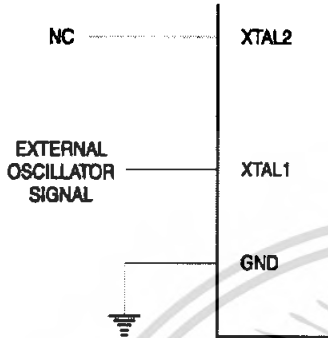 NC XTAL2
EXTERNAL
OSCILLATOR XTAL1
SIGNAL
GND